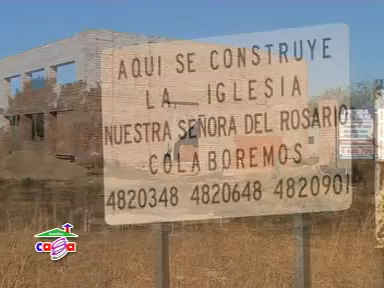 AQUI SE CONSTRUYE
LA IGLESIA
NUESTRA SEÑORA DEL ROSARIO
COLABOREMOS
4820348 4820648 4820901
casa